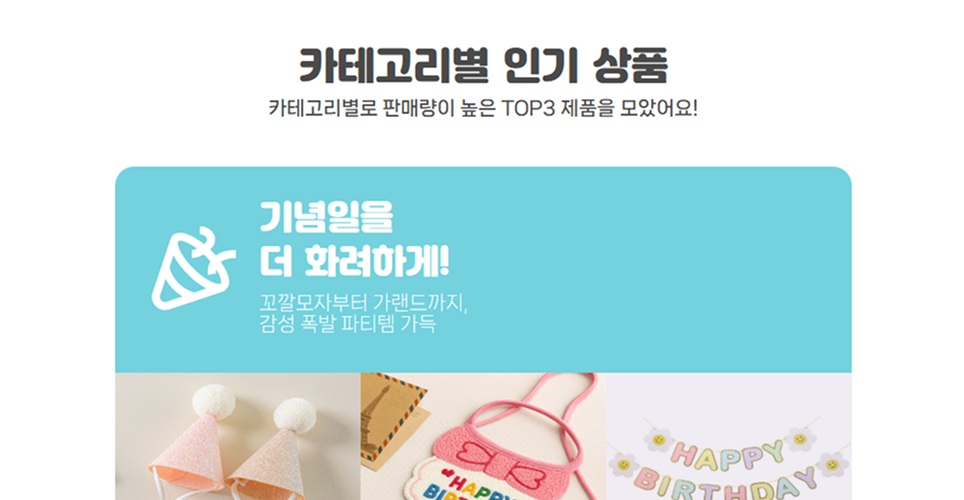 카테고리별 인기 상품
카테고리별로 판매량이 높은 TOP3 제품을 모았어요!
기념일을
더 화려하게!
꼬깔모자부터 가랜드까지,
감성 폭발 파티템 가득
HAPPY
BIRTHDAY
HAPPY
BIRTHDAY